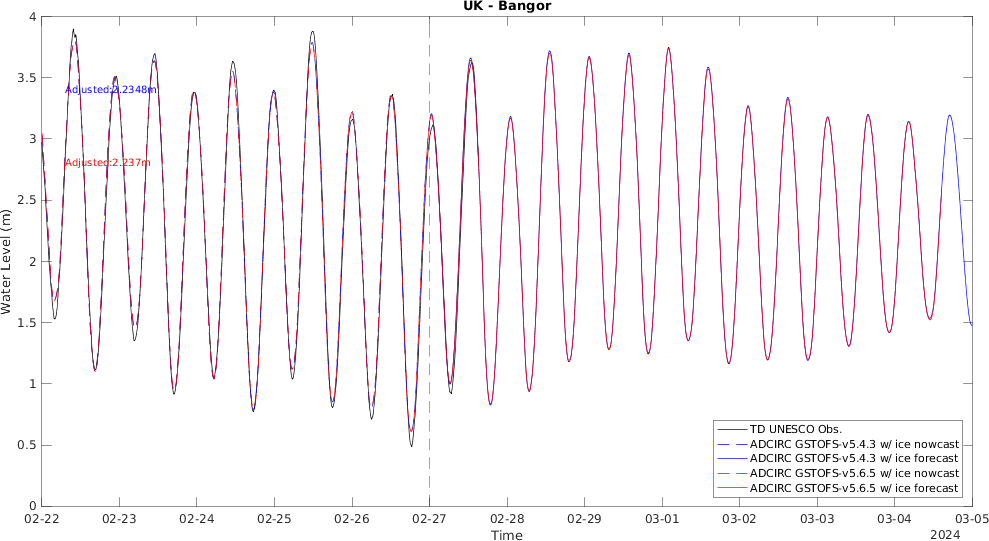 UK - Bangor
4
3.5
3
2.5
2
1.5
1
0.5
0
Water Level (m)
Adjusted:2.2348m
Adjusted:2.237m
TD UNESCO Obs.
ADCIRC GSTOFS-v5.4.3 w/ ice nowcast
ADCIRC GSTOFS-v5.4.3 w/ ice forecast
ADCIRC GSTOFS-v5.6.5 w/ ice nowcast
ADCIRC GSTOFS-v5.6.5 w/ ice forecast
02-22 02-23 02-24 02-25 02-26 02-27 02-28 02-29 03-01 03-02 03-03 03-04 03-05
Time
2024